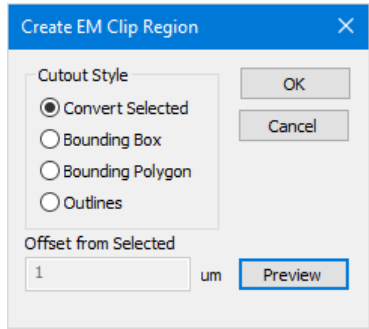 Create EM Clip Region
Cutout Style
Convert Selected
Bounding Box
Bounding Polygon
Outlines
OK
Cancel
Offset from Selected
1 um
Preview